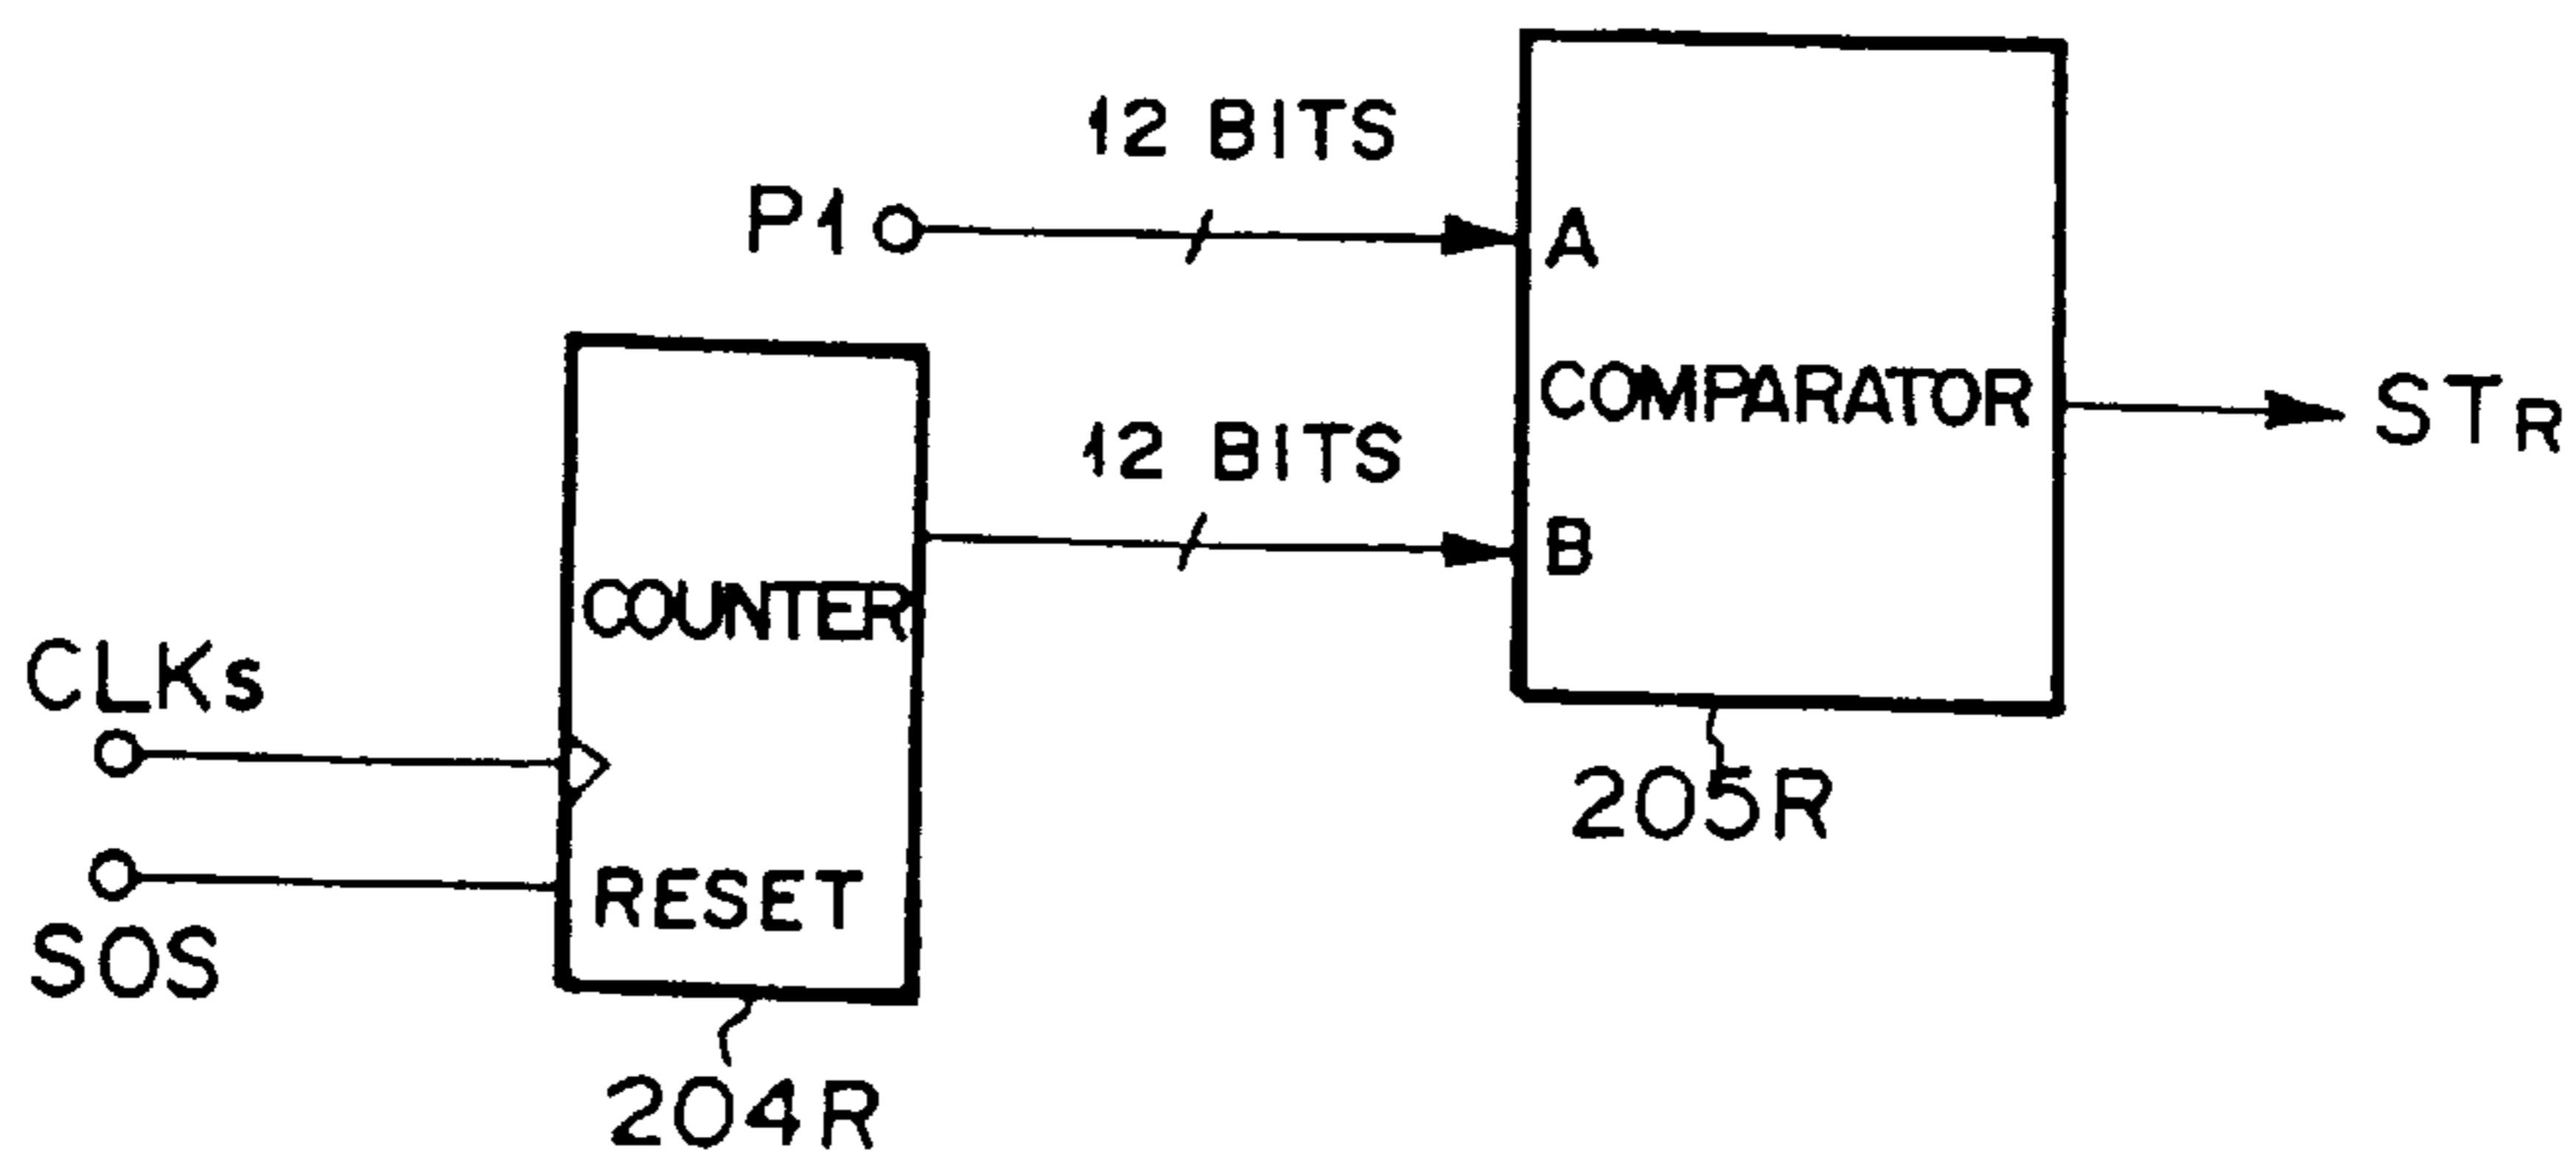 12 BITS
P1
A
COMPARATOR
STR
12 BITS
B
COUNTER
CLKs
RESET
SOS
205R
204R